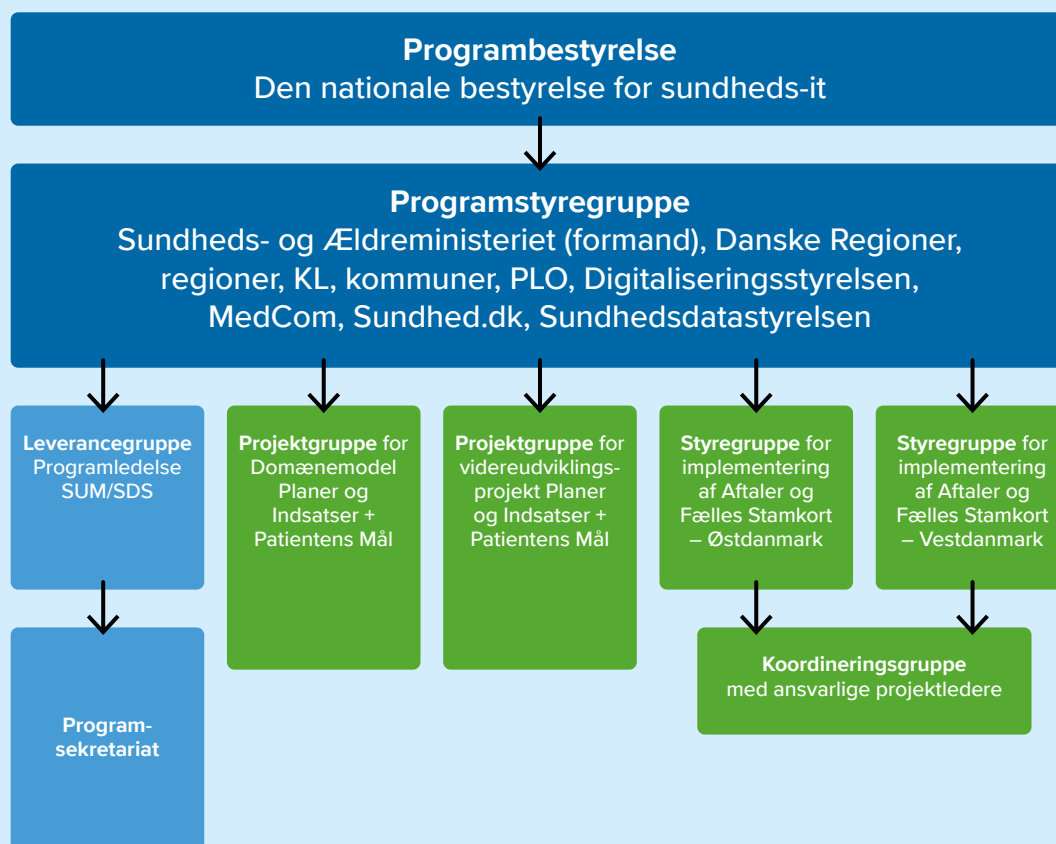 Programbestyrelse
Den nationale bestyrelse for sundheds-it
Programstyregruppe
Sundheds- og Ældreministeriet (formand), Danske Regioner,
regioner, KL, kommuner, PLO, Digitaliseringsstyrelsen,
MedCom, Sundhed.dk, Sundhedsdatastyrelsen
Leverancegruppe
Programledelse
SUM/SDS
Projektgruppe for
Domænemodel
Planer og
Indsatser +
Patientens Mål
Projektgruppe for
videreudviklings-
projekt Planer
og Indsatser +
Patientens Mål
Styregruppe for
implementering
af Aftaler og
Fælles Stamkort
– Østdanmark
Styregruppe for
implementering
af Aftaler og
Fælles Stamkort
– Vestdanmark
Program-
sekretariat
Koordineringsgruppe
med ansvarlige projektledere